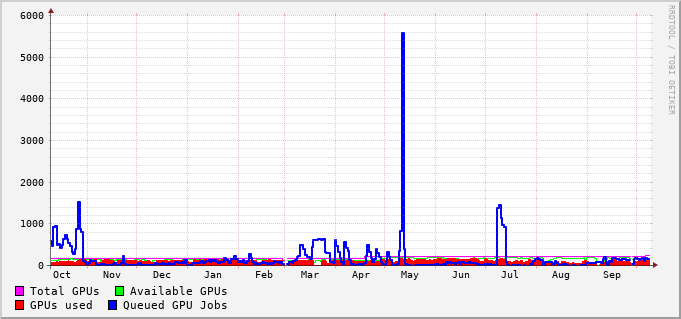 6000
5000
4000
3000
2000
1000
0
Oct Nov Dec Jan Feb Mar Apr May Jun Jul Aug Sep
Total GPUs Available GPUs
GPUs used Queued GPU Jobs
RRDTOOL / TOBI OETIKER